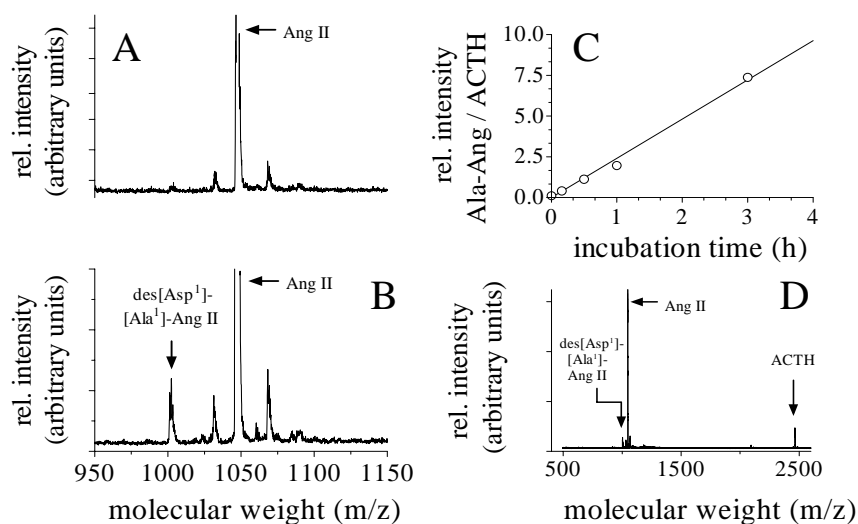 A
Ang II
rel. intensity
(arbitrary units)
B
des[Asp¹]-
[Ala¹]-Ang II
Ang II
rel. intensity
(arbitrary units)
950 1000 1050 1100 1150
molecular weight (m/z)
C
10.0
7.5
5.0
2.5
0.0
rel. intensity
Ala-Ang / ACTH
0 1 2 3 4
incubation time (h)
D
Ang II
des[Asp¹]-
[Ala¹]-
Ang II
ACTH
rel. intensity
(arbitrary units)
500 1500 2500
molecular weight (m/z)